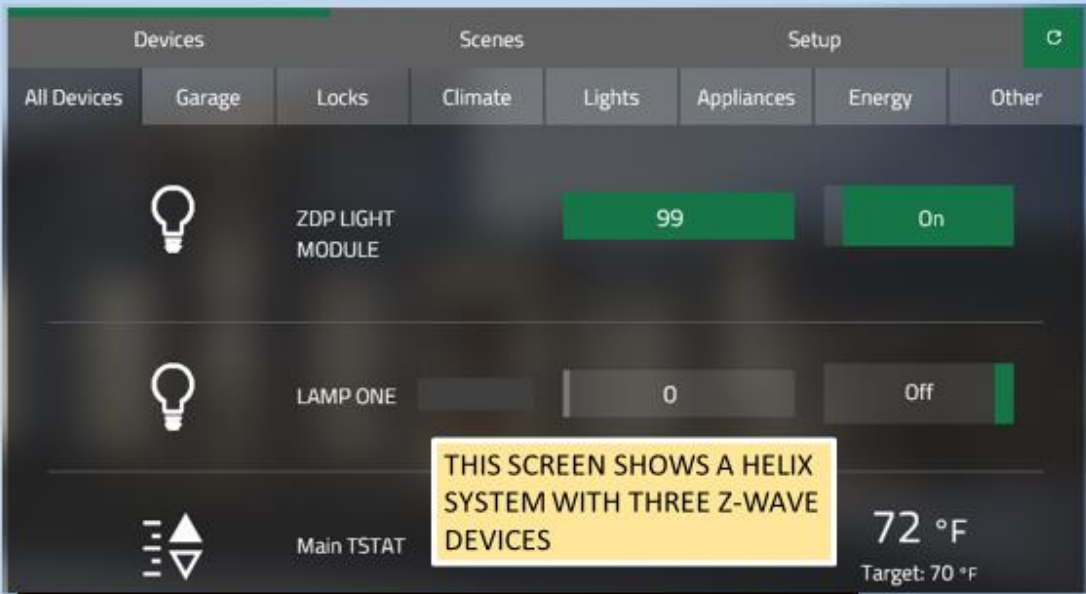 Devices Scenes Setup
All Devices Garage Locks Climate Lights Appliances Energy Other
ZDP LIGHT
MODULE
99
On
LAMP ONE
0
Off
THIS SCREEN SHOWS A HELIX
SYSTEM WITH THREE Z-WAVE
DEVICES
Main TSTAT
72 °F
Target: 70 °F